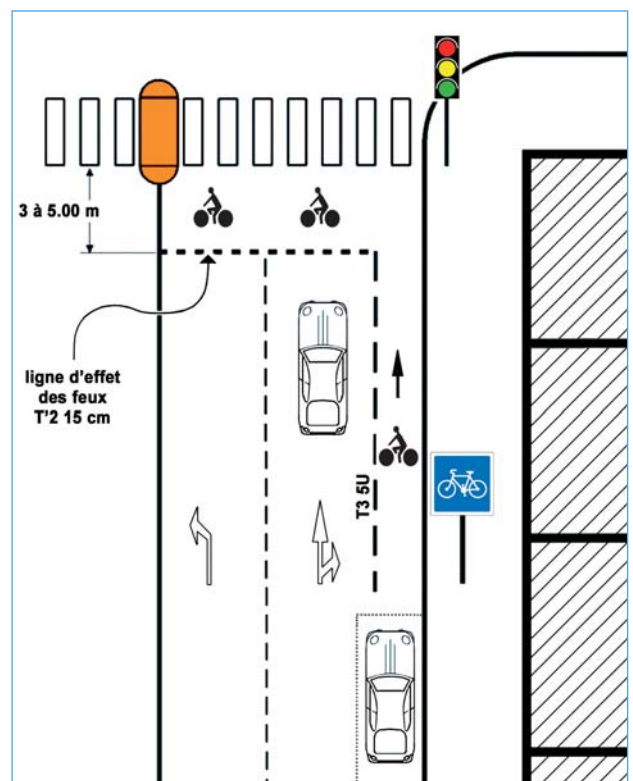 3 à 5.00 m
ligne d'effet
des feux
T'2 15 cm
T3 5U